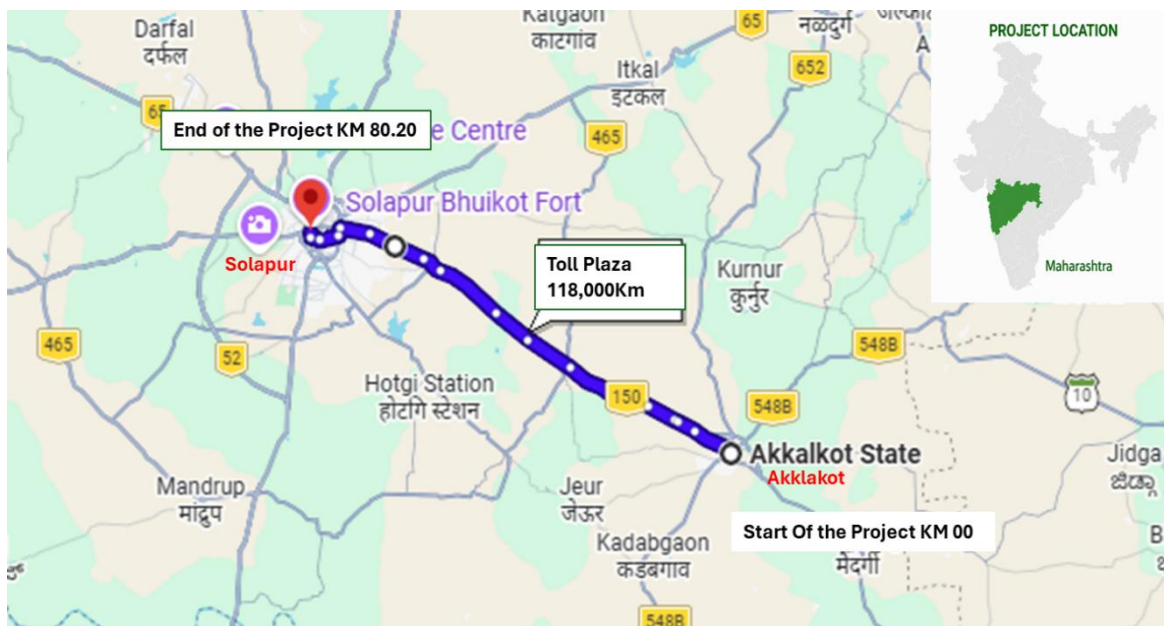 Darfal
दर्फल
Katgaon
काटगांव
65
नळदुर्ग
PROJECT LOCATION
Itkal
इटकल
652
65
End of the Project KM 80.20
e Centre
465
Solapur Bhuikot Fort
Solapur
Toll Plaza
118,000Km
Kurnur
कुर्नुर
Maharashtra
465
52
548B
Hotgi Station
होटगि स्टेशन
150
548B
10
Akkalkot State
Akklakot
Jidga
ಜಿಡ್ಗಾ
Mandrup
मांद्रुप
Jeur
जेऊर
Start Of the Project KM 00
Kadabgaon
कडबगाव
मेंदर्गी
548B